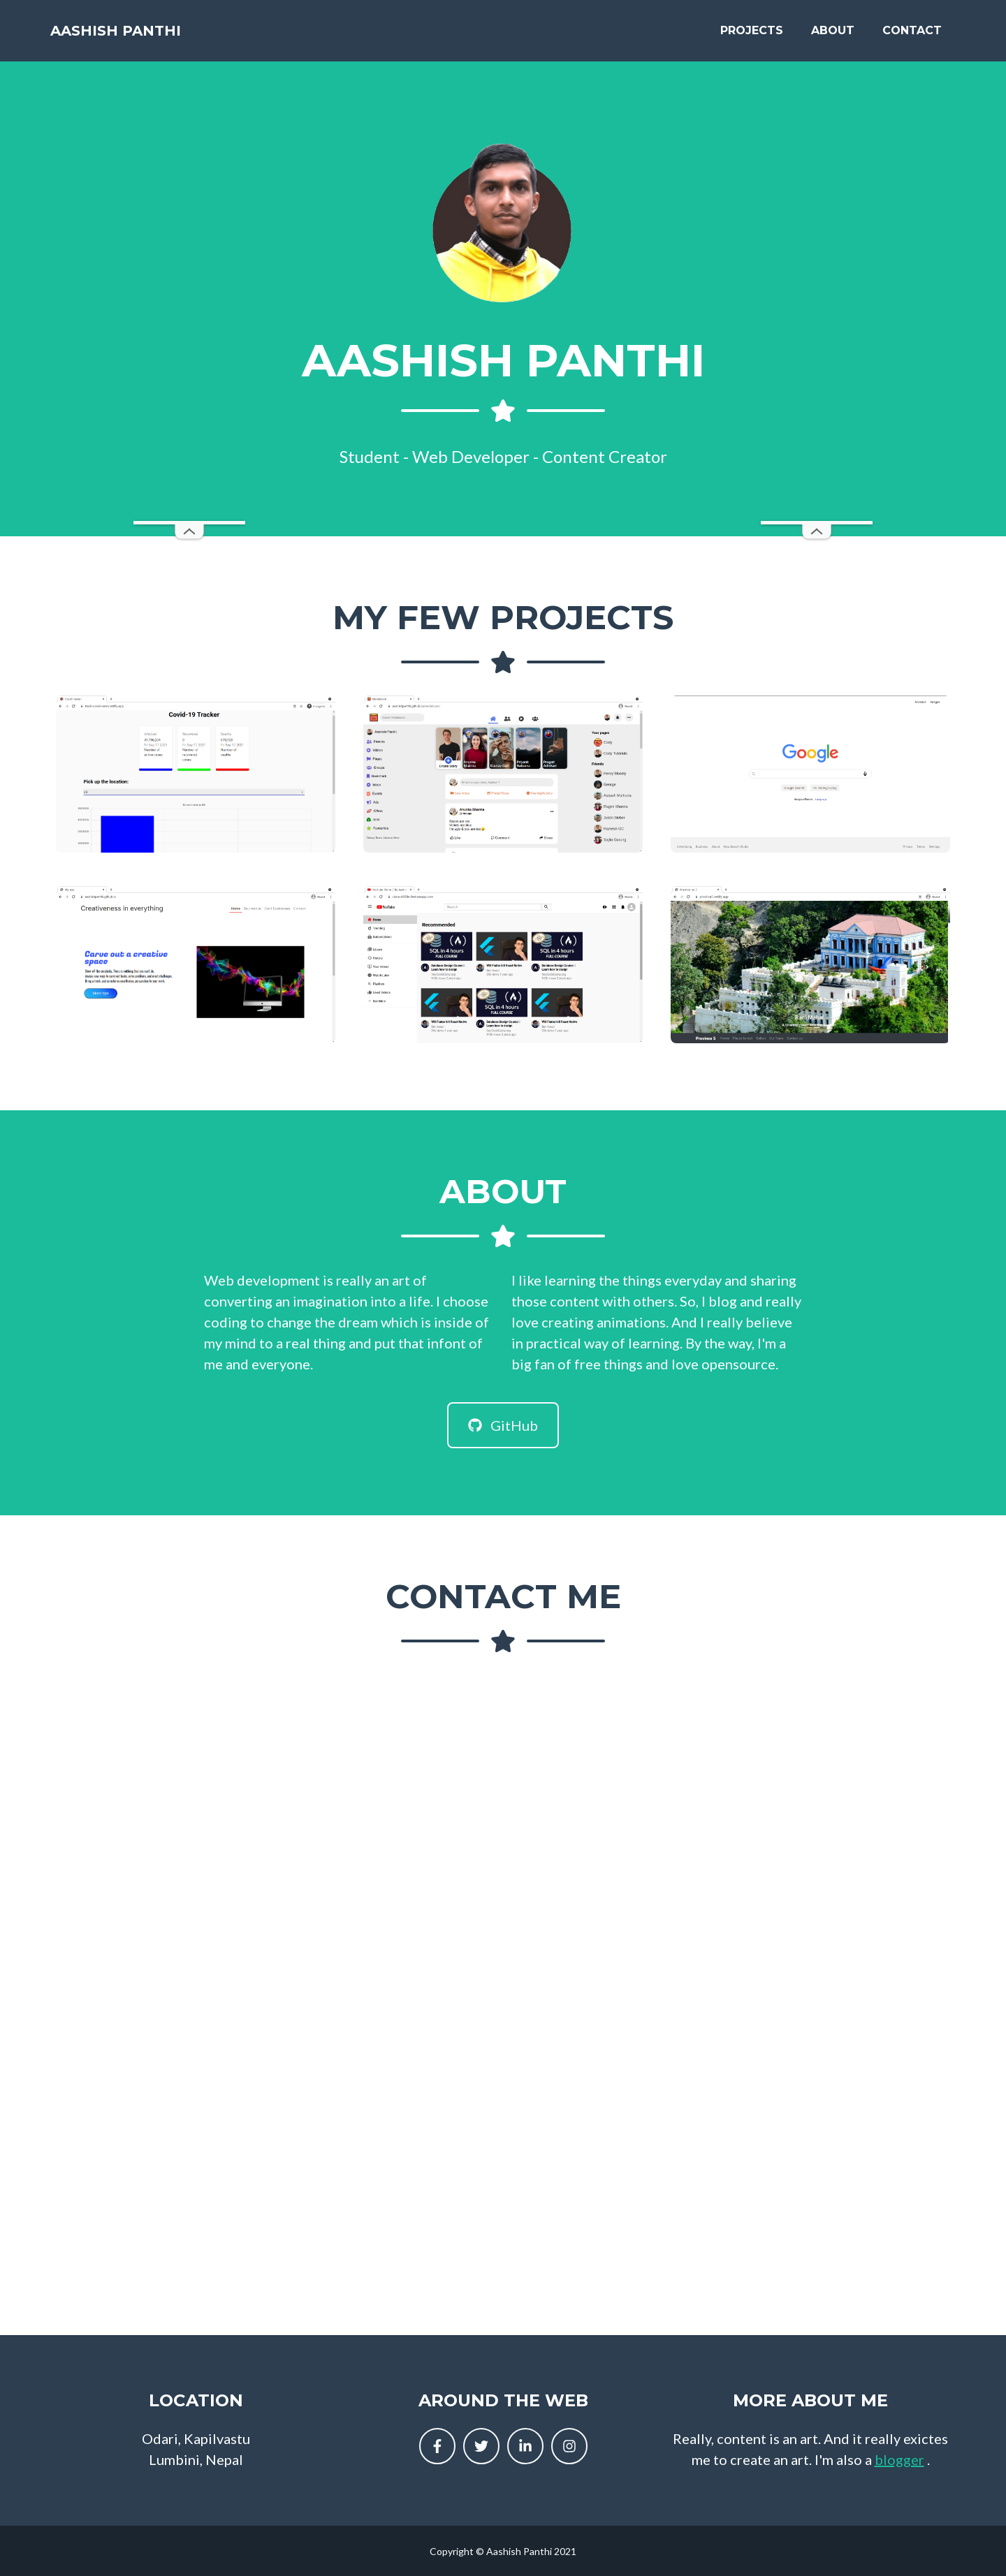 AASHISH PANTHI
PROJECTS
ABOUT
CONTACT
AASHISH PANTHI
Student - Web Developer - Content Creator
MY FEW PROJECTS
Covid-19 Tracker
Pick up the location:
Google
Creativeness in everything
Carve out a creative
space
Recommended
ABOUT
Web development is really an art of
converting an imagination into a life. I choose
coding to change the dream which is inside of
my mind to a real thing and put that infont of
me and everyone.
I like learning the things everyday and sharing
those content with others. So, I blog and really
love creating animations. And I really believe
in practical way of learning. By the way, I'm a
big fan of free things and love opensource.
GitHub
CONTACT ME
LOCATION
Odari, Kapilvastu
Lumbini, Nepal
AROUND THE WEB
MORE ABOUT ME
Really, content is an art. And it really exictes
me to create an art. I'm also a blogger .
Copyright © Aashish Panthi 2021